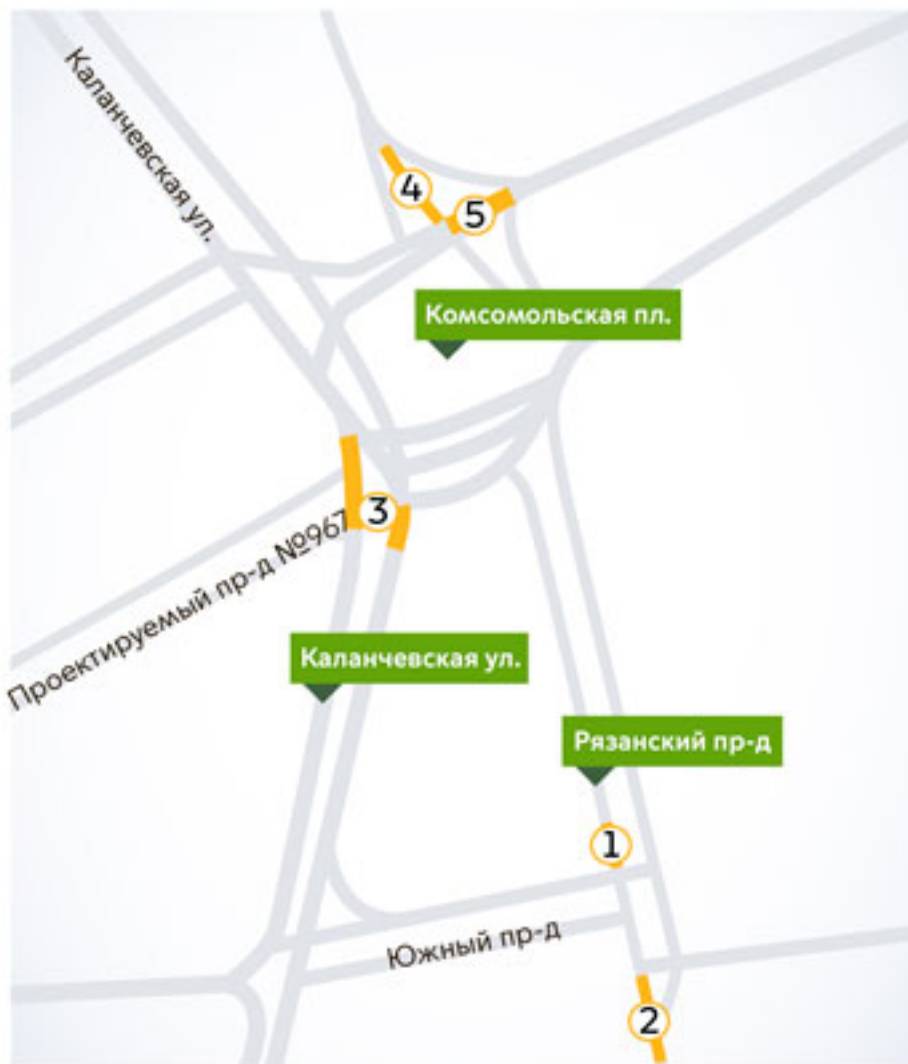 Каланчевская ул.
4
5
Комсомольская пл.
3
Проектируемый пр-д №967
Каланчевская ул.
Рязанский пр-д
1
Южный пр-д
2